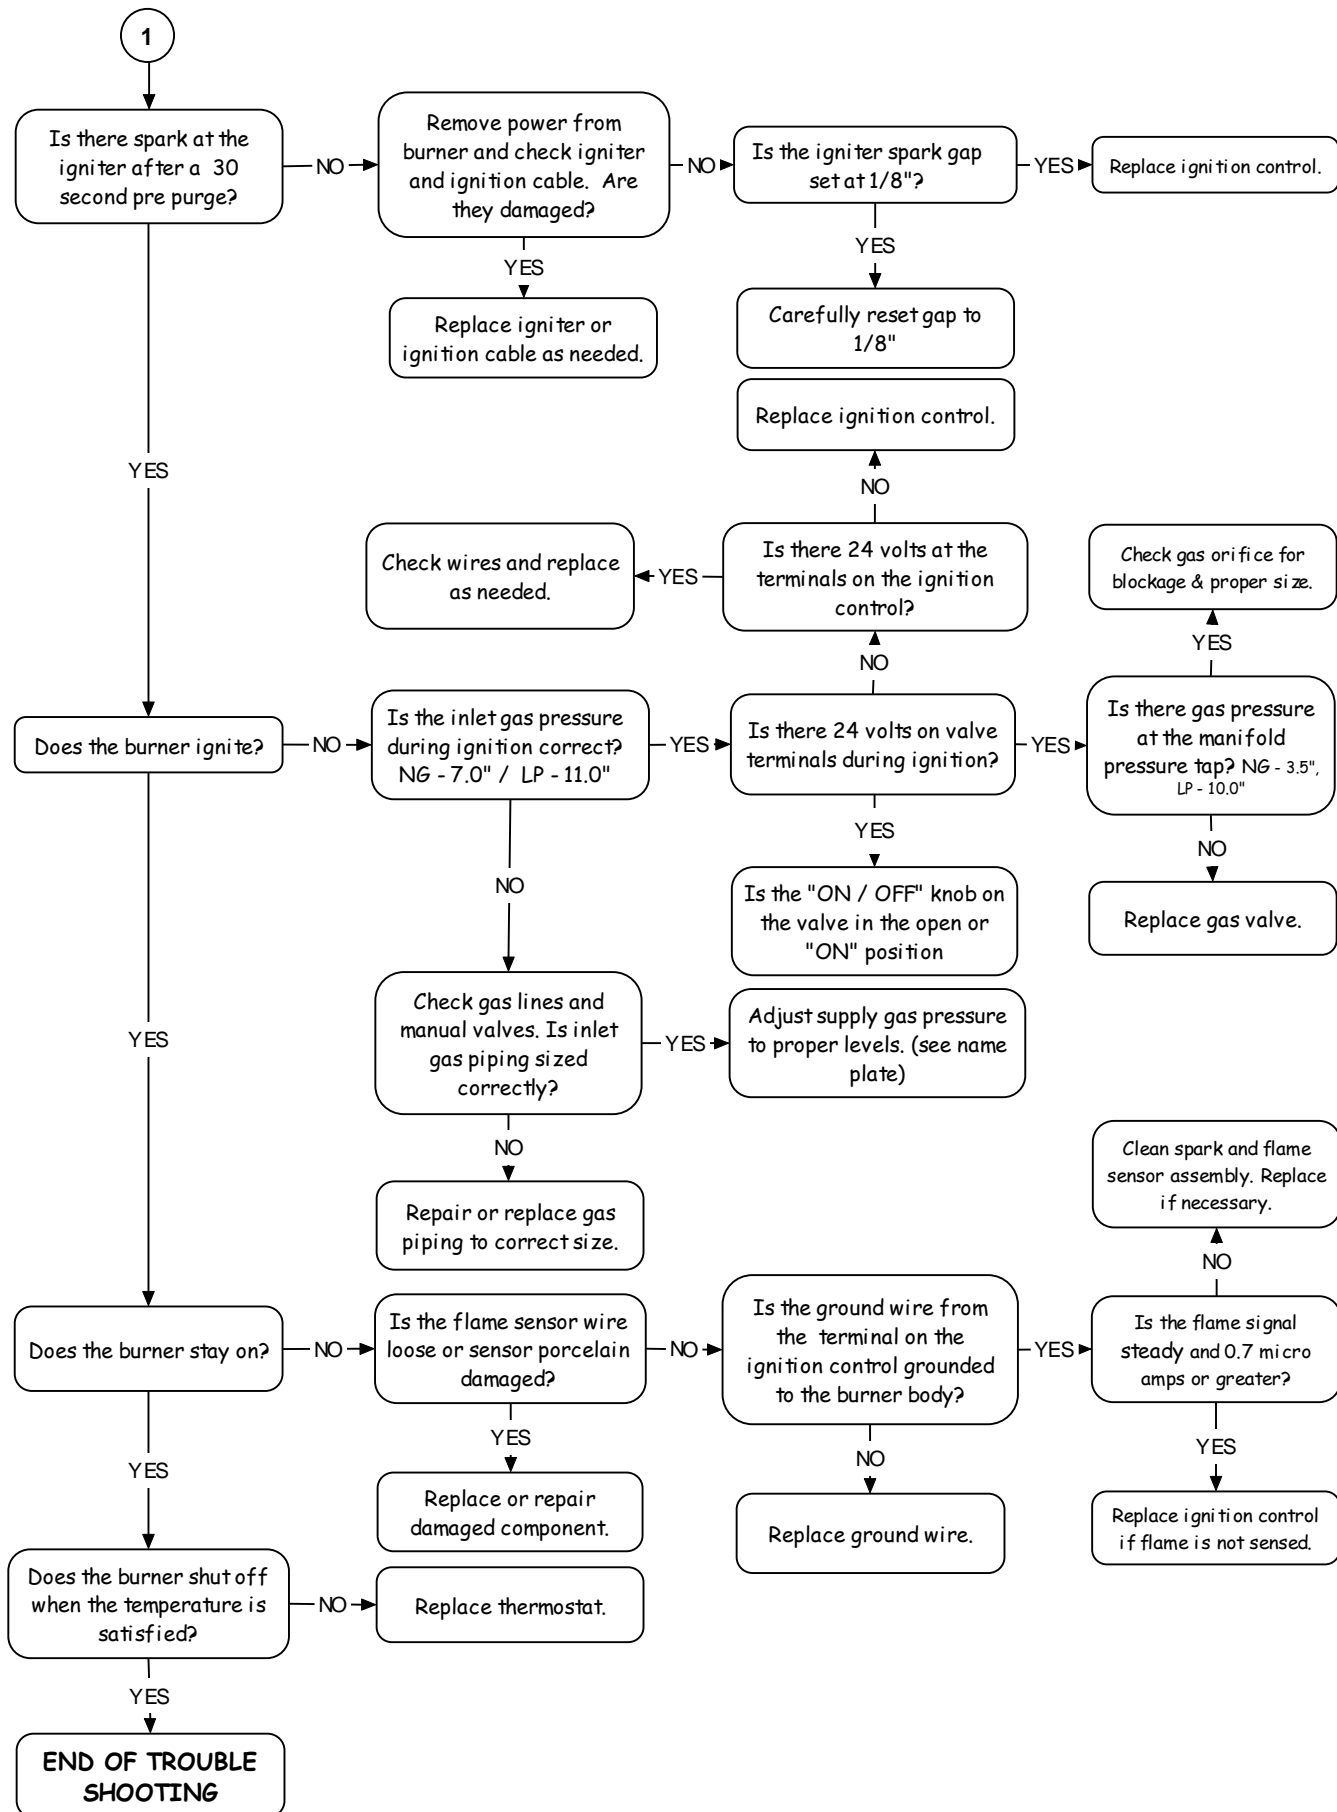 1
Is there spark at the
igniter after a 30
second pre purge?
NO
Remove power from
burner and check igniter
and ignition cable. Are
they damaged?
NO
Is the igniter spark gap
set at 1/8"?
YES
Replace ignition control.
YES
Replace igniter or
ignition cable as needed.
YES
Carefully reset gap to
1/8"
Replace ignition control.
NO
YES
Check wires and replace
as needed.
YES
Is there 24 volts at the
terminals on the ignition
control?
Check gas orifice for
blockage & proper size.
YES
NO
Does the burner ignite?
NO
Is the inlet gas pressure
during ignition correct?
NG - 7.0" / LP - 11.0"
YES
Is there 24 volts on valve
terminals during ignition?
YES
Is there gas pressure
at the manifold
pressure tap? NG - 3.5",
LP - 10.0"
YES
NO
NO
Is the "ON / OFF" knob on
the valve in the open or
"ON" position
Replace gas valve.
YES
Check gas lines and
manual valves. Is inlet
gas piping sized
correctly?
YES
Adjust supply gas pressure
to proper levels. (see name
plate)
NO
Repair or replace gas
piping to correct size.
Clean spark and flame
sensor assembly. Replace
if necessary.
NO
Does the burner stay on?
NO
Is the flame sensor wire
loose or sensor porcelain
damaged?
NO
Is the ground wire from
the terminal on the
ignition control grounded
to the burner body?
YES
Is the flame signal
steady and 0.7 micro
amps or greater?
YES
YES
NO
YES
Replace or repair
damaged component.
Replace ground wire.
Replace ignition control
if flame is not sensed.
Does the burner shut off
when the temperature is
satisfied?
NO
Replace thermostat.
YES
END OF TROUBLE
SHOOTING